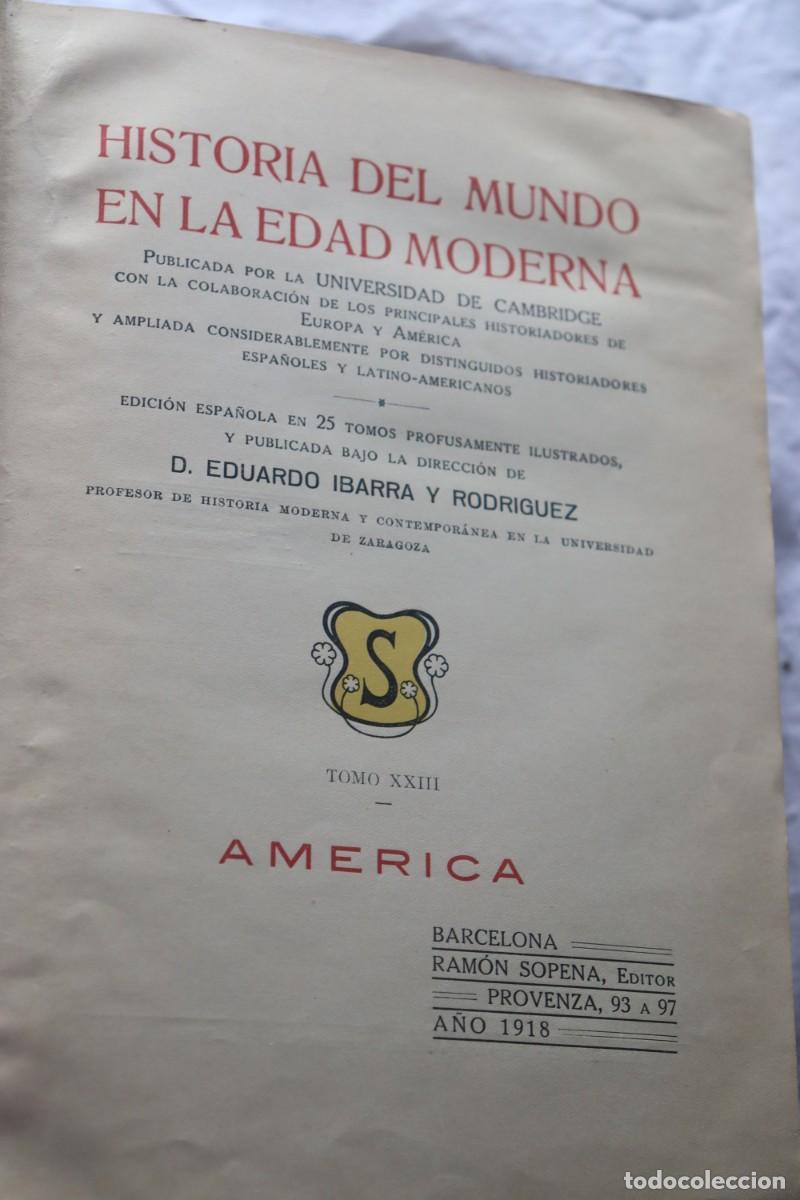 HISTORIA DEL MUNDO
EN LA EDAD MODERNA
PUBLICADA POR LA UNIVERSIDAD DE CAMBRIDGE
CON LA COLABORACIÓN DE LOS PRINCIPALES HISTORIADORES DE
EUROPA Y AMÉRICA
Y AMPLIADA CONSIDERABLEMENTE POR DISTINGUIDOS HISTORIADORES
ESPAÑOLES Y LATINO-AMERICANOS
EDICIÓN ESPAÑOLA EN 25 TOMOS PROFUSAMENTE ILUSTRADOS,
Y PUBLICADA BAJO LA DIRECCIÓN DE
D. EDUARDO IBARRA Y RODRIGUEZ
PROFESOR DE HISTORIA MODERNA Y CONTEMPORÁNEA EN LA UNIVERSIDAD
DE ZARAGOZA
S
TOMO XXIII
AMERICA
BARCELONA
RAMÓN SOPENA, EDITOR
PROVENZA, 93 A 97
AÑO 1918
todocoleccion